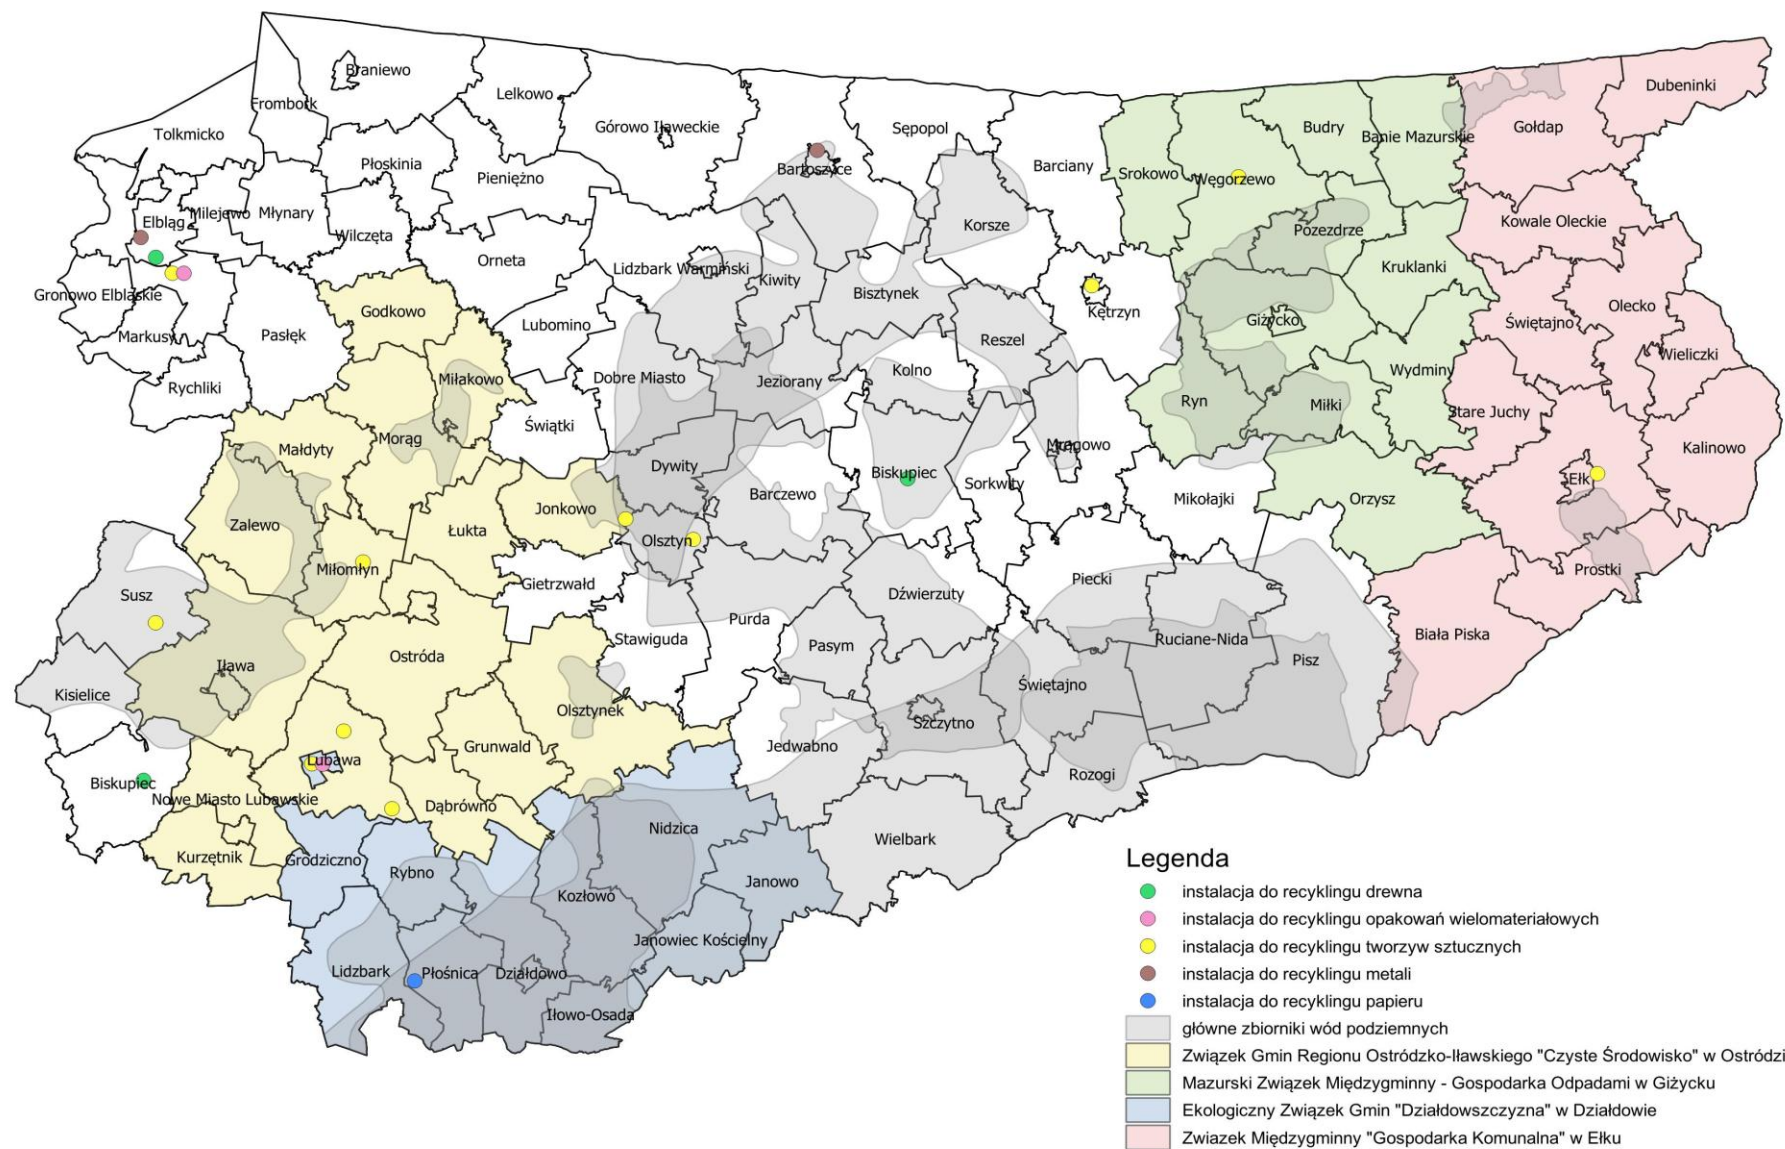 Braniewo
Lelkowo
Dubeninki
Frombork
Tolkmicko
Górowo Iławeckie
Sępopol
Budry
Gołdap
Banie Mazurskie
Płoskinia
Bartoszyce
Barciany
Srokowo
Węgorzewo
Pieniężno
Elbląg
Milejewo
Młynary
Korsze
Kowale Oleckie
Wilczęta
Pozezdrze
Orneta
Lidzbark Warmiński
Kiwity
Bisztynek
Kruklanki
Gronowo Elbląskie
Godkowo
Kętrzyn
Olecko
Markusy
Pasłęk
Lubomino
Giżycko
Świętajno
Reszel
Wieliczki
Rychliki
Miłakowo
Dobre Miasto
Jeziorany
Kolno
Wydminy
Ryn
Miłki
Stare Juchy
Świątki
Małdyty
Morąg
Mrągowo
Kalinowo
Dywity
Biskupiec
Ełk
Sorkwity
Barczewo
Mikołajki
Orzysz
Jonkowo
Zalewo
Łukta
Olsztyn
Miłomłyn
Gietrzwałd
Prostki
Piecki
Susz
Dźwierzuty
Purda
Stawiguda
Pasym
Ruciane-Nida
Biała Piska
Ostróda
Pisz
Iława
Kisielice
Świętajno
Olsztynek
Szczytno
Grunwald
Jedwabno
Lubawa
Rozogi
Biskupiec
Nowe Miasto Lubawskie
Dąbrówno
Nidzica
Wielbark
Kurzętnik
Grodziczno
Rybno
Janowo
Kozłowo
Janowiec Kościelny
Lidzbark
Płośnica
Działdowo
Iłowo-Osada
Legenda
instalacja do recyklingu drewna
instalacja do recyklingu opakowań wielomateriałowych
instalacja do recyklingu tworzyw sztucznych
instalacja do recyklingu metali
instalacja do recyklingu papieru
główne zbiorniki wód podziemnych
Związek Gmin Regionu Ostródzko-Iławskiego "Czyste Środowisko" w Ostródzi
Mazurski Związek Międzygminny - Gospodarka Odpadami w Giżycku
Ekologiczny Związek Gmin "Działdowszczyzna" w Działdowie
Zwiazek Międzygminny "Gospodarka Komunalna" w Ełku